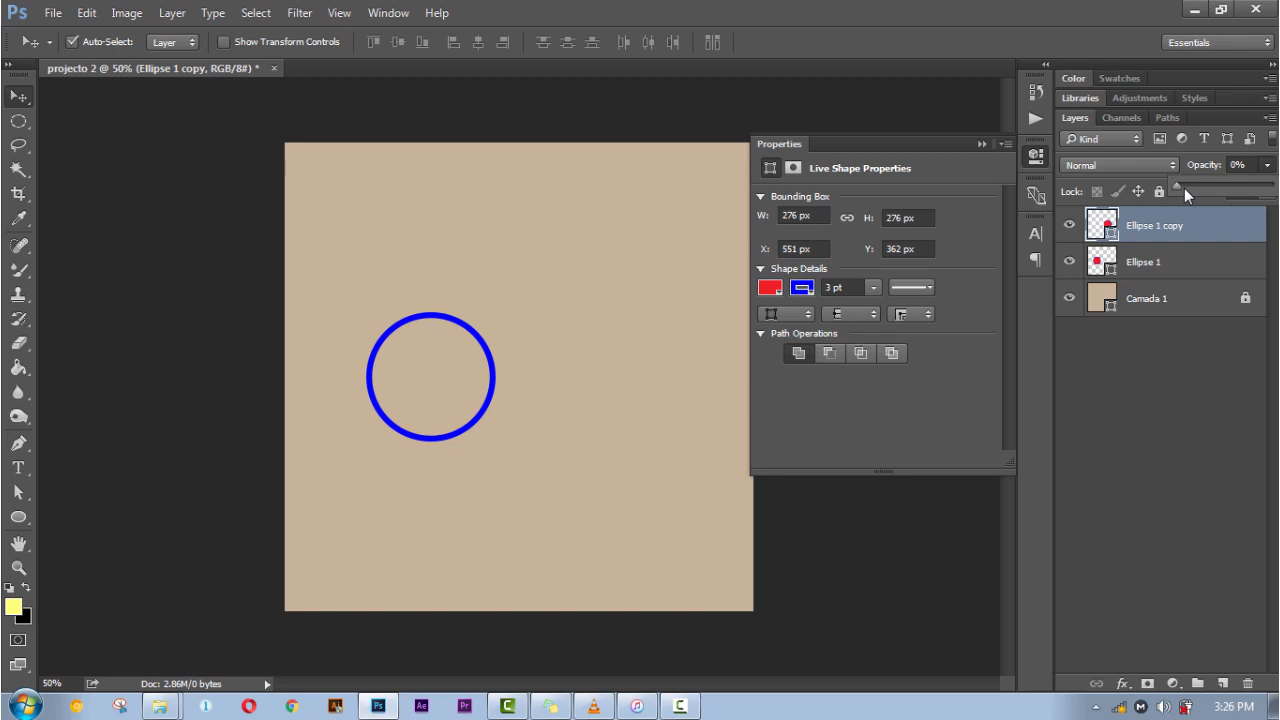 Ps File Edit Image Layer Type Select Filter View Window Help
Auto-Select: Layer Show Transform Controls Essentials
projecto 2 @ 50% (Ellipse 1 copy, RGB/8#) * ×
Color Swatches
Libraries Adjustments Styles
Layers Channels Paths
Kind
Normal Opacity: 0%
Lock:
Ellipse 1 copy
Ellipse 1
Camada 1
Properties
Live Shape Properties
Bounding Box
W: 276 px H: 276 px
X: 551 px Y: 362 px
Shape Details
3 pt
Path Operations
50% Doc: 2.86M/0 bytes
3:26 PM